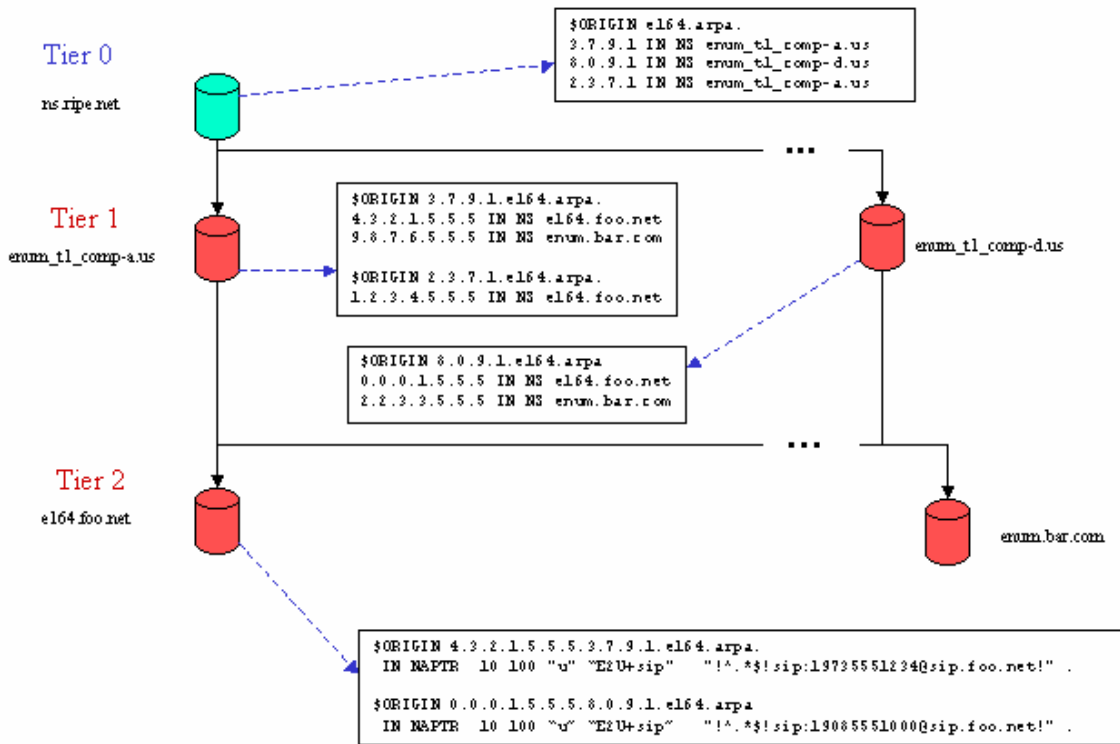 Tier 0
ns.ripe.net
$ORIGIN e164.arpa.
3.7.9.1 IN NS enum_t1_comp-a.us
8.0.9.1 IN NS enum_t1_comp-d.us
2.3.7.1 IN NS enum_t1_comp-a.us
...
Tier 1
enum_t1_comp-a.us
$ORIGIN 3.7.9.1.e164.arpa.
4.3.2.1.5.5.5 IN NS e164.foo.net
9.8.7.6.5.5.5 IN NS enum.bar.com
$ORIGIN 2.3.7.1.e164.arpa.
1.2.3.4.5.5.5 IN NS e164.foo.net
enum_t1_comp-d.us
$ORIGIN 8.0.9.1.e164.arpa
0.0.0.1.5.5.5 IN NS e164.foo.net
2.2.3.3.5.5.5 IN NS enum.bar.com
...
Tier 2
e164.foo.net
enum.bar.com
$ORIGIN 4.3.2.1.5.5.5.3.7.9.1.e164.arpa.
IN NAPTR 10 100 "u" "E2U+sip" "!^.*$!sip:19735551234@sip.foo.net!" .
$ORIGIN 0.0.0.1.5.5.5.8.0.9.1.e164.arpa
IN NAPTR 10 100 "u" "E2U+sip" "!^.*$!sip:19085551000@sip.foo.net!" .